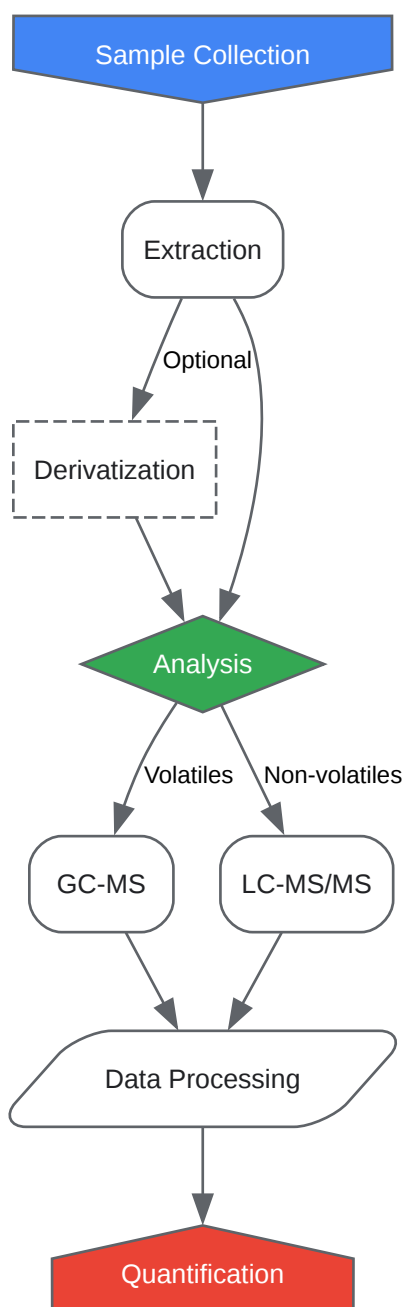 Sample Collection
Extraction
Optional
Derivatization
Analysis
Volatiles
Non-volatiles
GC-MS
LC-MS/MS
Data Processing
Quantification